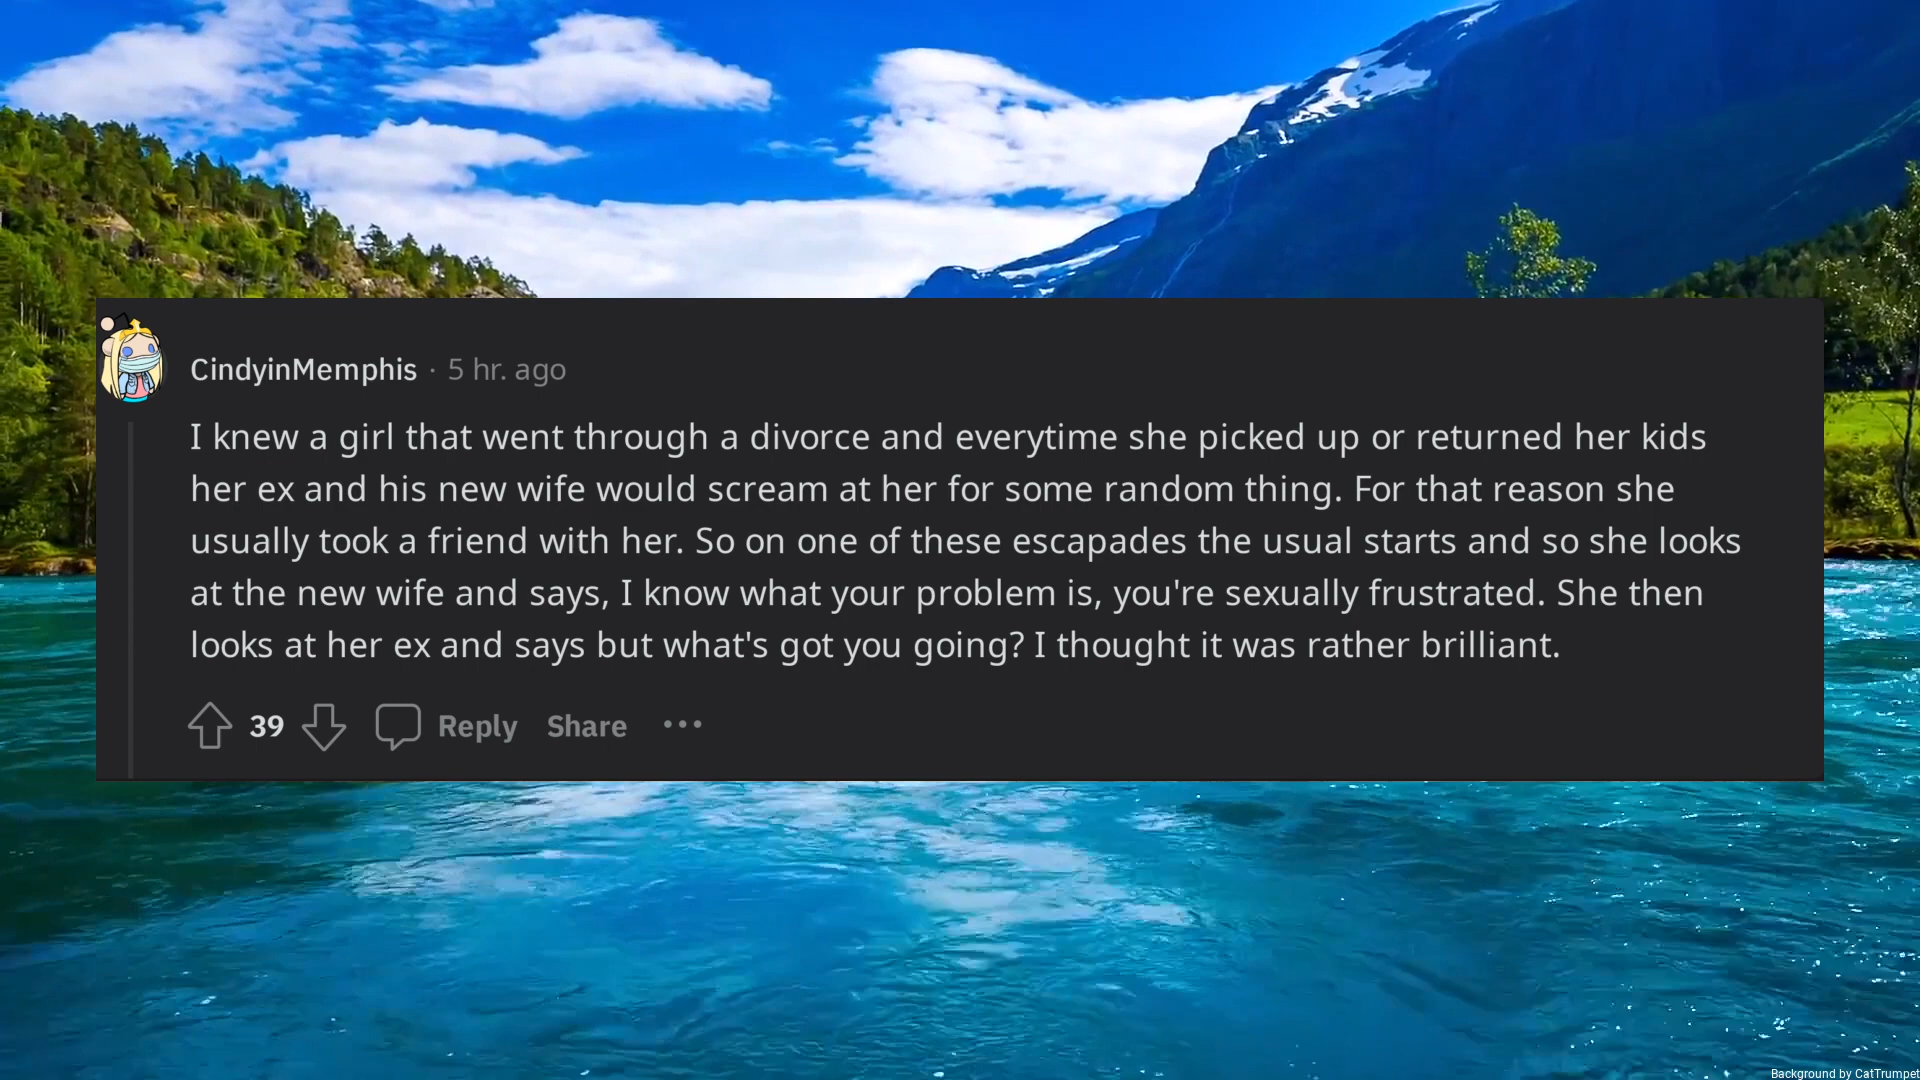 CindyinMemphis · 5 hr. ago
I knew a girl that went through a divorce and everytime she picked up or returned her kids
her ex and his new wife would scream at her for some random thing. For that reason she
usually took a friend with her. So on one of these escapades the usual starts and so she looks
at the new wife and says, I know what your problem is, you're sexually frustrated. She then
looks at her ex and says but what's got you going? I thought it was rather brilliant.
39 Reply Share ···
Background by CatTrumpet